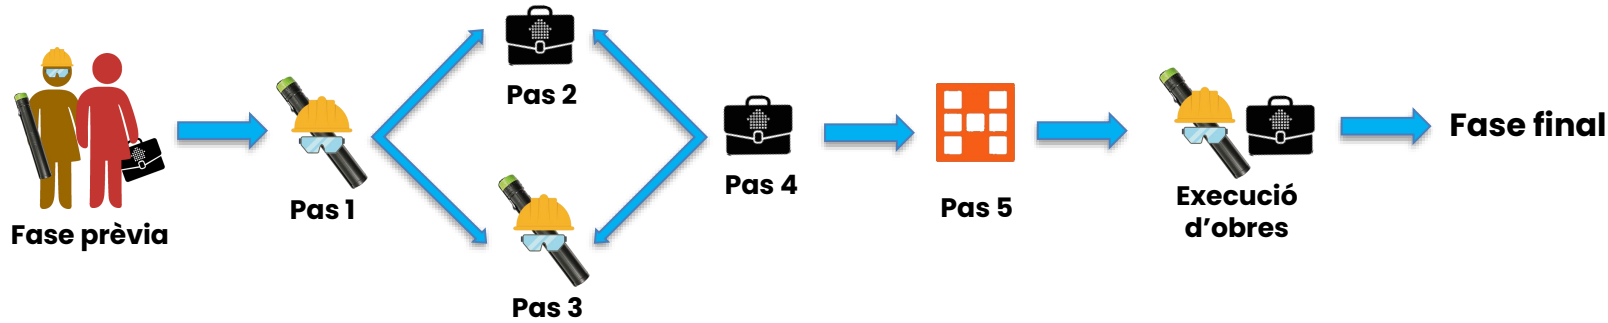 Fase prèvia
Pas 1
Pas 2
Pas 3
Pas 4
Pas 5
Execució
d’obres
Fase final